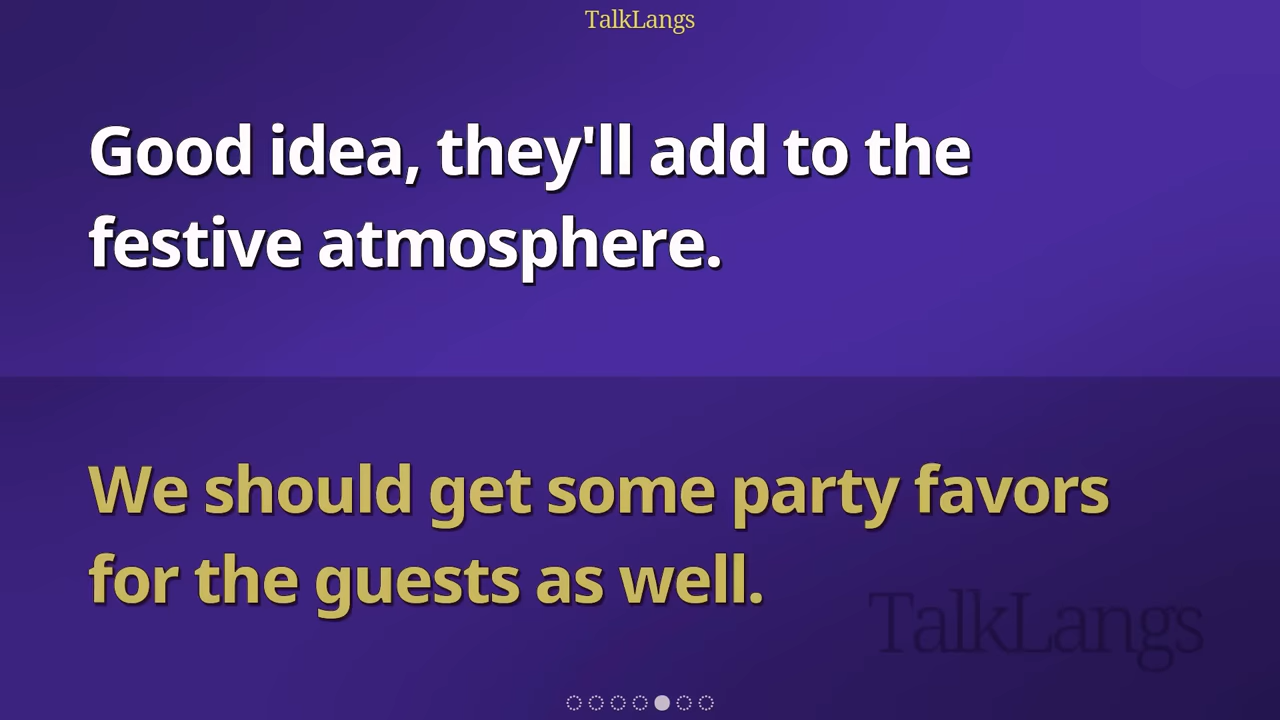 TalkLangs
Good idea, they'll add to the
festive atmosphere.
We should get some party favors
for the guests as well.
TalkLangs